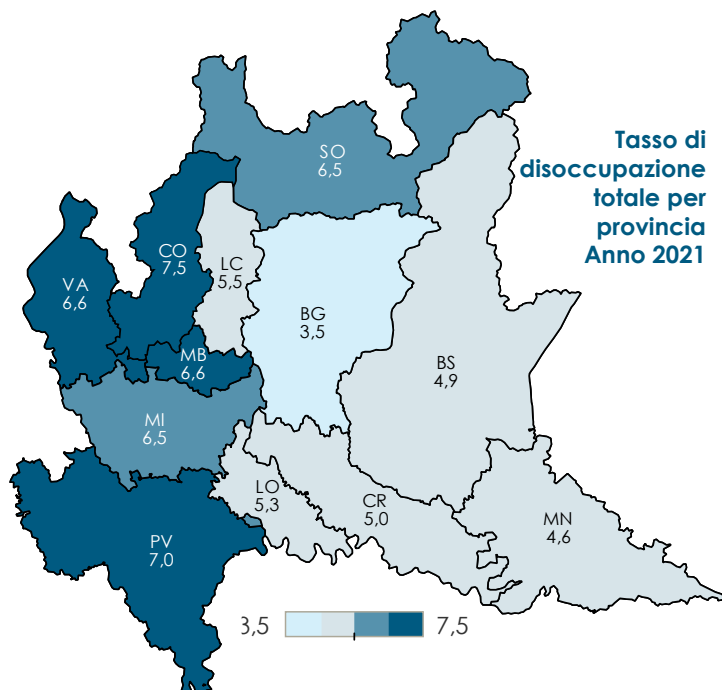 Tasso di
disoccupazione
totale per
provincia
Anno 2021
SO
6,5
CO
7,5
LC
5,5
VA
6,6
BG
3,5
MB
6,6
BS
4,9
MI
6,5
LO
5,3
CR
5,0
MN
4,6
PV
7,0
3,5 7,5